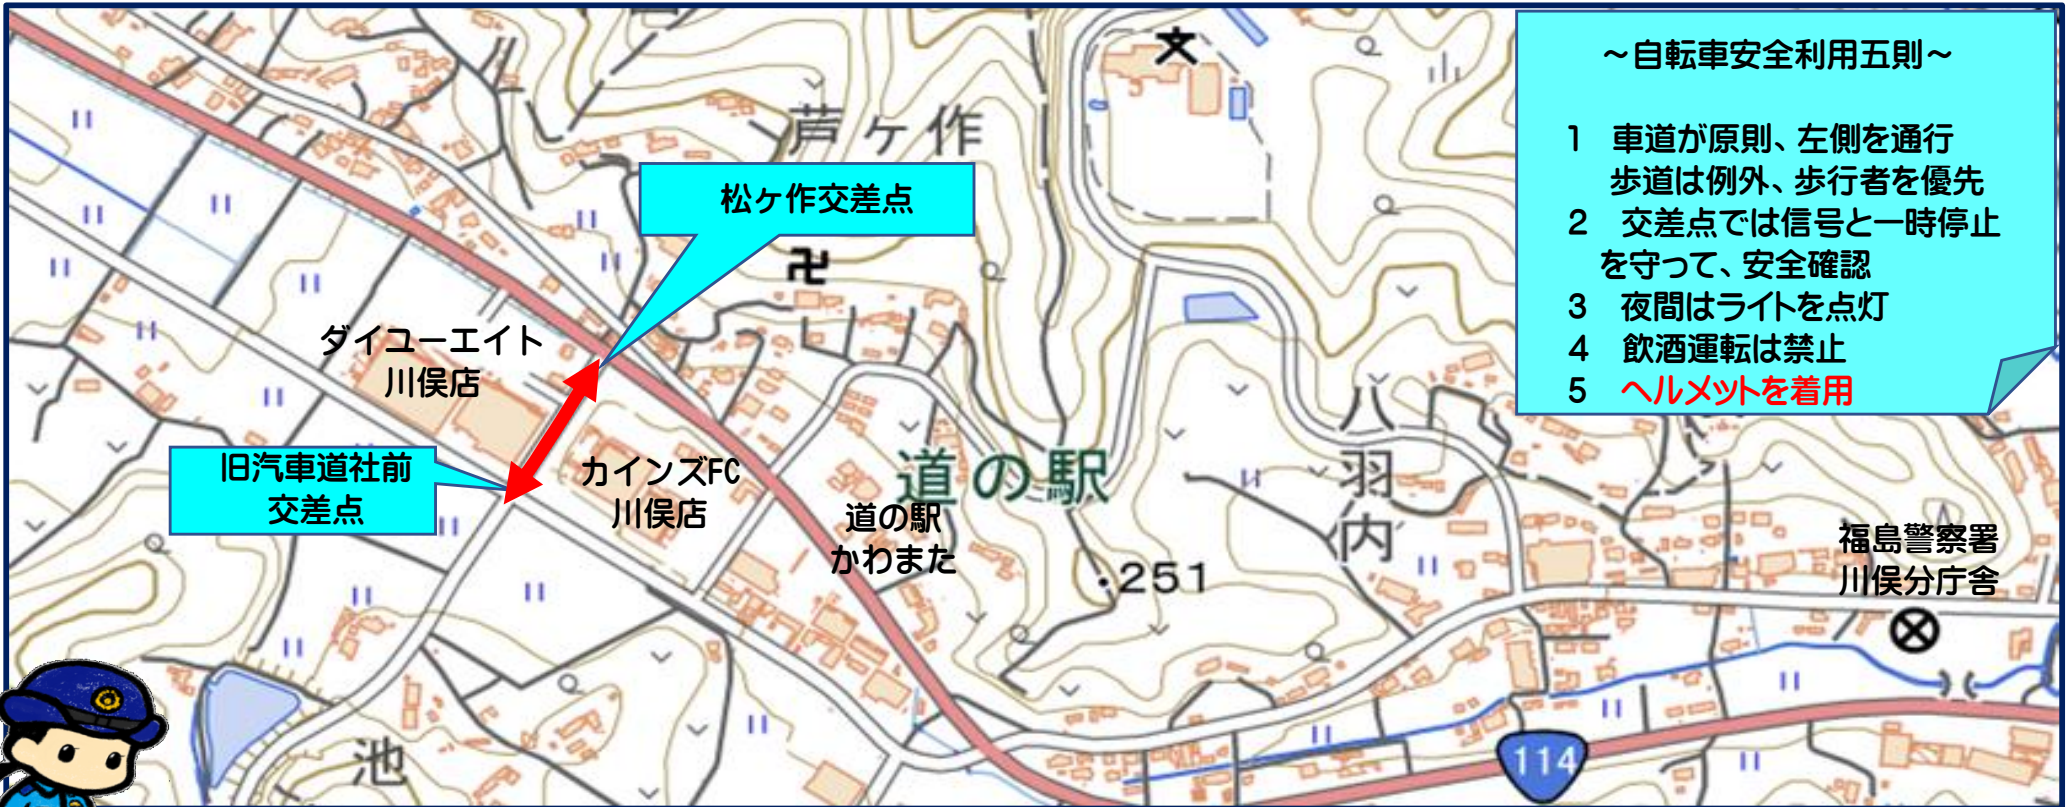 ～自転車安全利用五則～
1　車道が原則、左側を通行
歩道は例外、歩行者を優先
2　交差点では信号と一時停止
を守って、安全確認
3　夜間はライトを点灯
4　飲酒運転は禁止
5　ヘルメットを着用
芦ヶ作
松ヶ作交差点
ダイユーエイト
川俣店
旧汽車道社前
交差点
カインズFC
川俣店
道の駅
道の駅
かわまた
八羽内
・251
福島警察署
川俣分庁舎
池
114